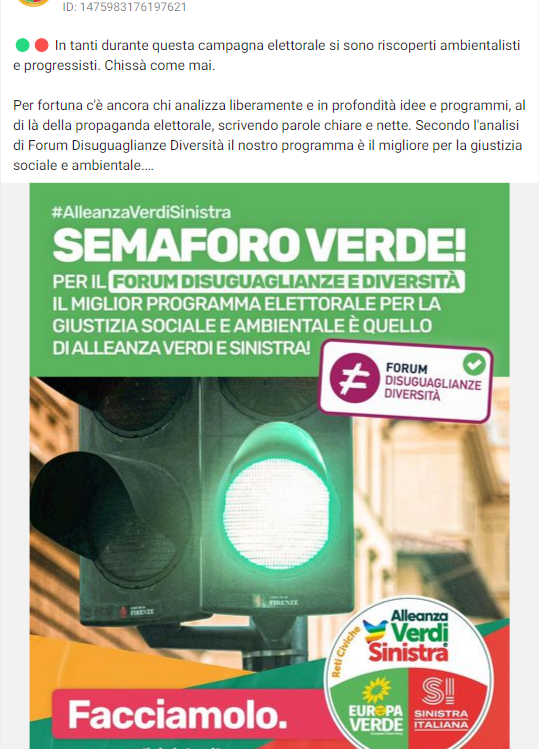 ID: 1475983176197621
🟢🔴 In tanti durante questa campagna elettorale si sono riscoperti ambientalisti
e progressisti. Chissà come mai.
Per fortuna c'è ancora chi analizza liberamente e in profondità idee e programmi, al
di là della propaganda elettorale, scrivendo parole chiare e nette. Secondo l'analisi
di Forum Disuguaglianze Diversità il nostro programma è il migliore per la giustizia
sociale e ambientale....
#AlleanzaVerdiSinistra
SEMAFORO VERDE!
PER IL FORUM DISUGUAGLIANZE E DIVERSITÀ
IL MIGLIOR PROGRAMMA ELETTORALE PER LA
GIUSTIZIA SOCIALE E AMBIENTALE È QUELLO
DI ALLEANZA VERDI E SINISTRA!
FORUM
DISUGUAGLIANZE
DIVERSITÀ
FIRENZE
FIRENZE
Reti Civiche
Alleanza
Verdi
Sinistra
EUROPA
VERDE
SI
SINISTRA
ITALIANA
Facciamolo.